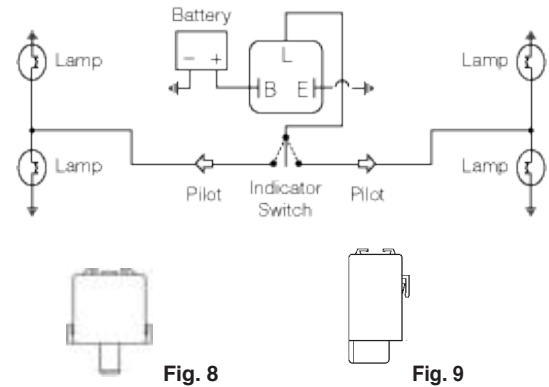 Battery
Lamp
L
Lamp
− +
B E
Lamp
Lamp
Pilot
Indicator
Switch
Pilot
Fig. 8
Fig. 9